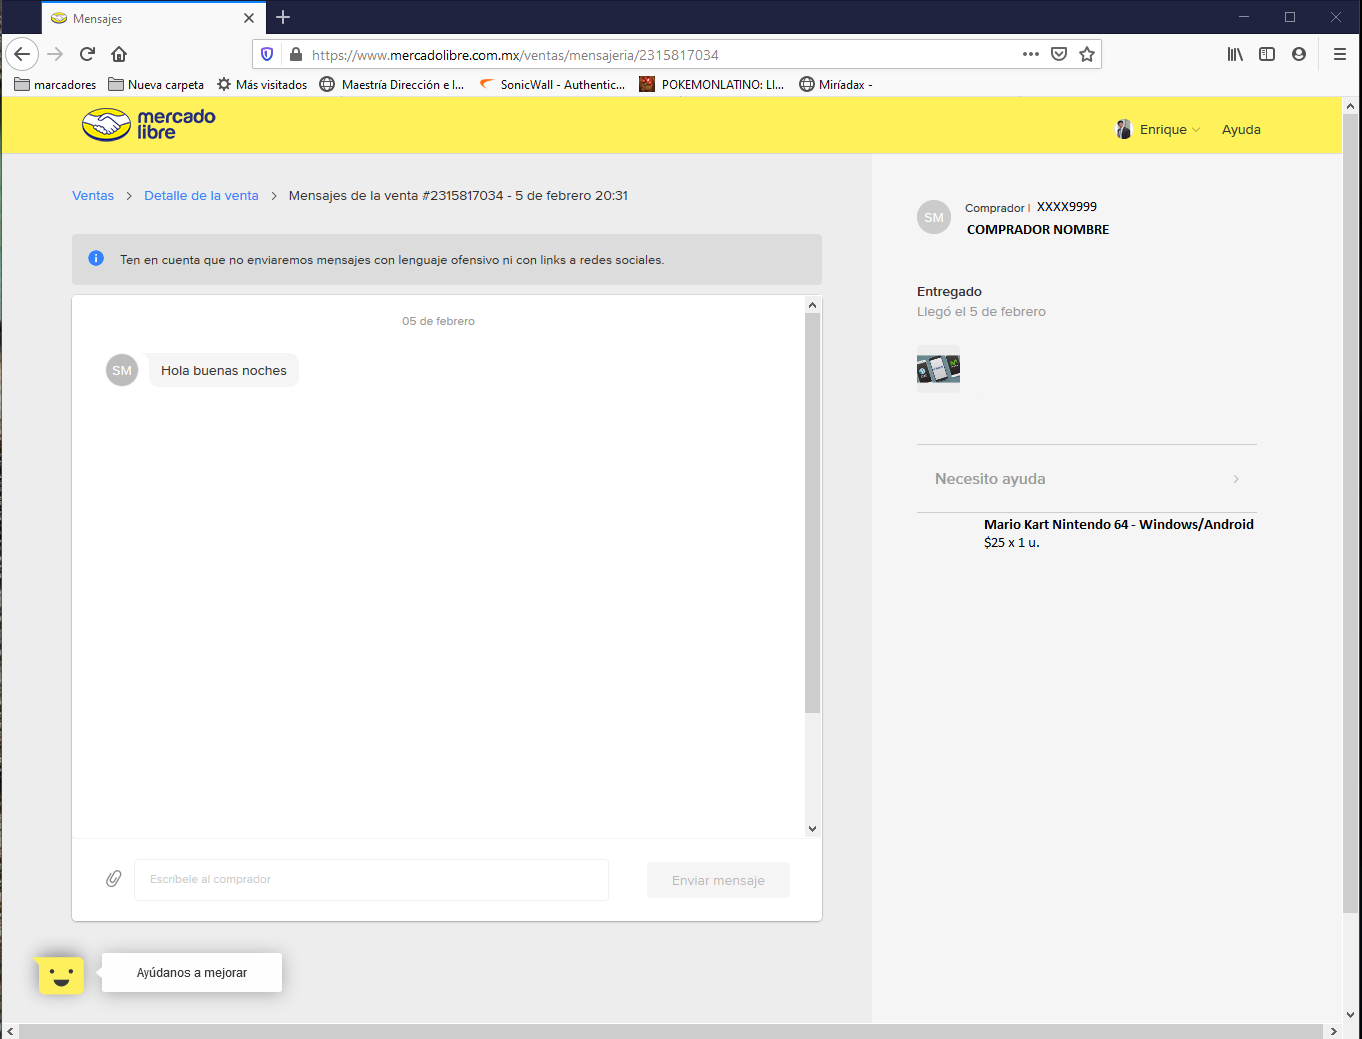 Mensajes
https://www.mercadolibre.com.mx/ventas/mensajeria/2315817034
marcadores
Nueva carpeta
Más visitados
Maestría Dirección e I...
SonicWall - Authentic...
POKEMONLATINO: LI...
Miríadax -
mercado
libre
Enrique
Ayuda
Ventas > Detalle de la venta > Mensajes de la venta #2315817034 - 5 de febrero 20:31
Ten en cuenta que no enviaremos mensajes con lenguaje ofensivo ni con links a redes sociales.
05 de febrero
SM
Hola buenas noches
Escríbele al comprador
Enviar mensaje
Ayúdanos a mejorar
SM
Comprador | XXXX9999
COMPRADOR NOMBRE
Entregado
Llegó el 5 de febrero
Necesito ayuda
Mario Kart Nintendo 64 - Windows/Android
$25 x 1 u.